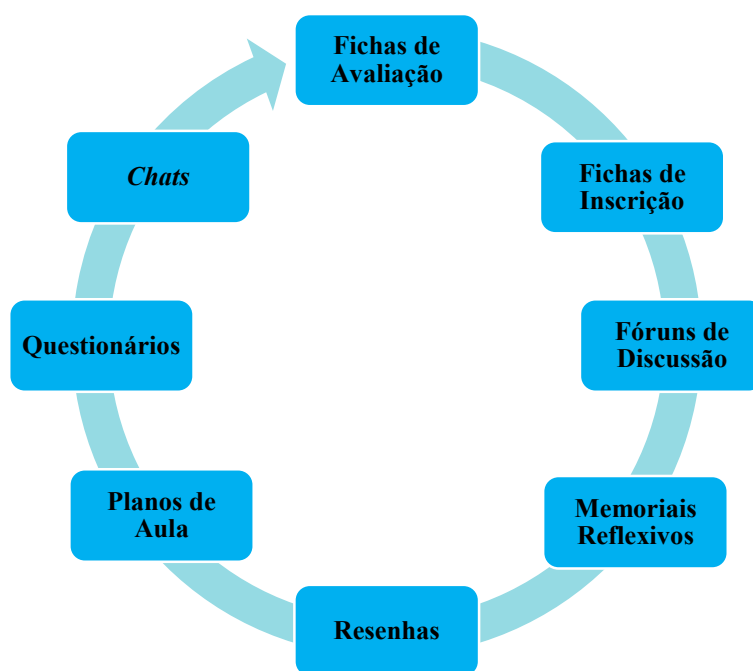 Fichas de
Avaliação
Fichas de
Inscrição
Fóruns de
Discussão
Memoriais
Reflexivos
Resenhas
Planos de
Aula
Questionários
Chats